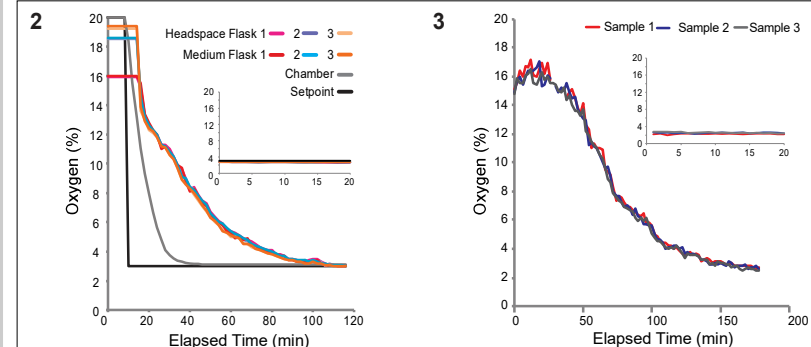 2
Headspace Flask 1 2 3
Medium Flask 1 2 3
Chamber
Setpoint
Oxygen (%)
20
18
16
14
12
10
8
6
4
2
0
0 20 40 60 80 100 120
Elapsed Time (min)
20
16
12
8
4
0
0 5 10 15 20
3
Sample 1 Sample 2 Sample 3
Oxygen (%)
20
18
16
14
12
10
8
6
4
2
0
0 50 100 150 200
Elapsed Time (min)
20
16
12
8
4
0
0 5 10 15 20